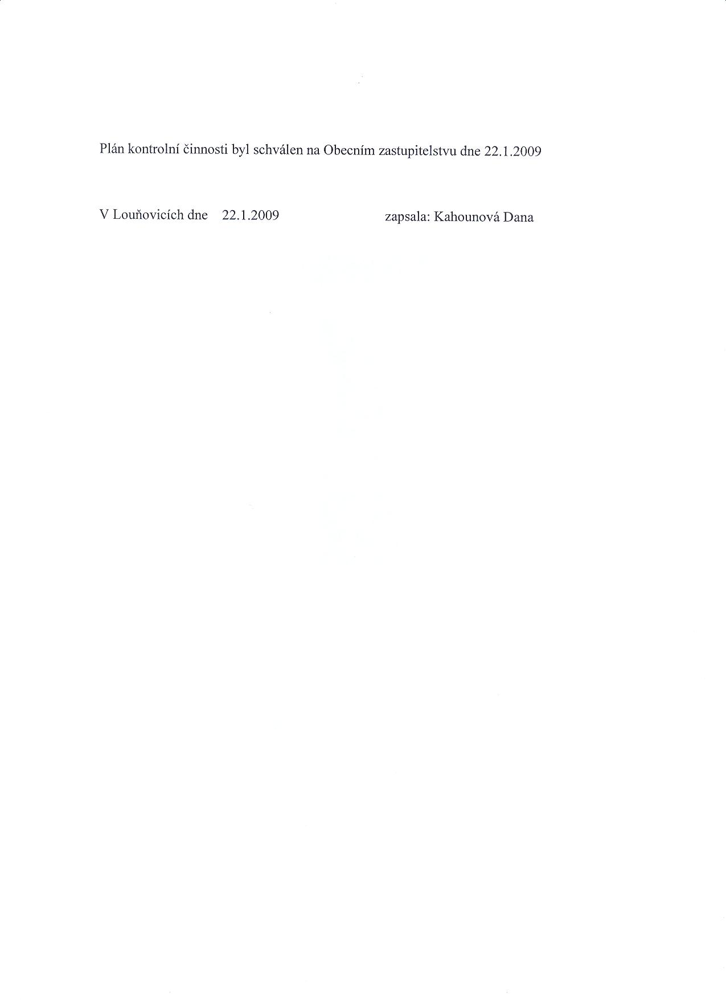 Plán kontrolní činnosti byl schválen na Obecním zastupitelstvu dne 22.1.2009
V Louňovicích dne 22.1.2009 zapsala: Kahounová Dana